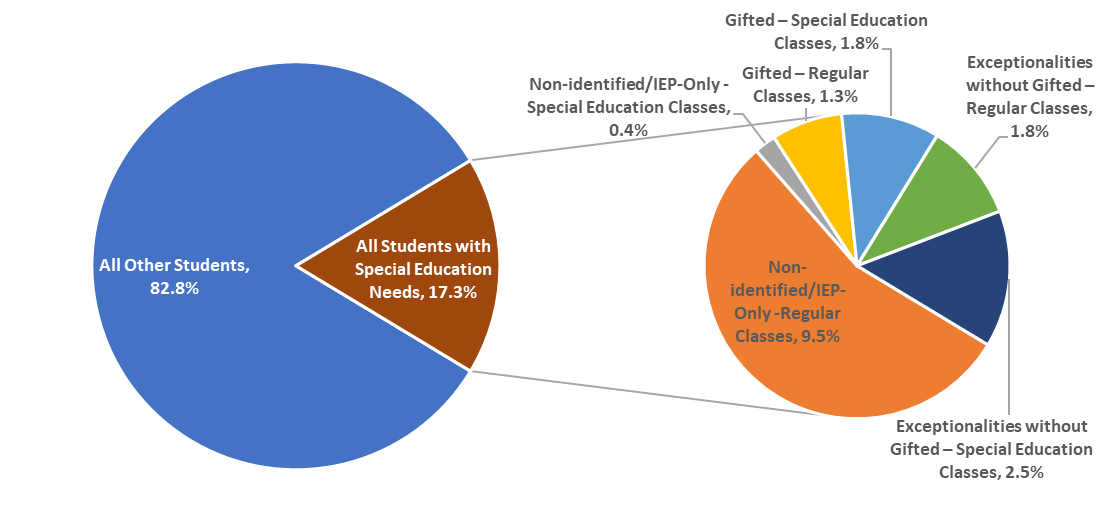 All Other Students,
82.8%
All Students with
Special Education
Needs, 17.3%
Non-identified/IEP-Only -
Special Education Classes,
0.4%
Gifted – Regular
Classes, 1.3%
Gifted – Special Education
Classes, 1.8%
Exceptionalities
without Gifted –
Regular Classes,
1.8%
Non-
identified/IEP-
Only -Regular
Classes, 9.5%
Exceptionalities without
Gifted – Special Education
Classes, 2.5%